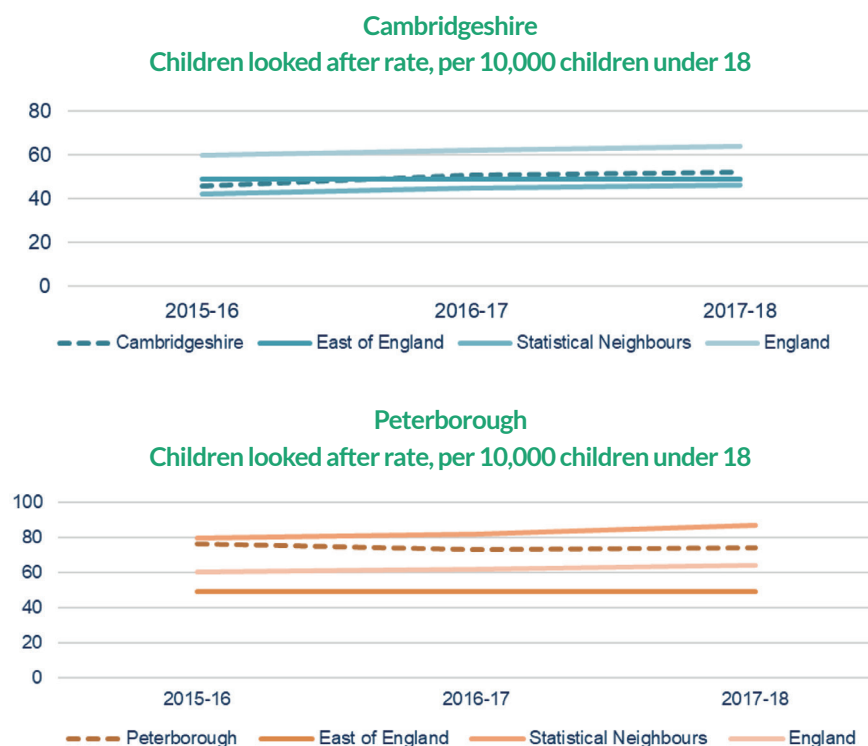 Cambridgeshire
Children looked after rate, per 10,000 children under 18
80
60
40
20
0
2015-16 2016-17 2017-18
Cambridgeshire East of England Statistical Neighbours England
Peterborough
Children looked after rate, per 10,000 children under 18
100
80
60
40
20
0
2015-16 2016-17 2017-18
Peterborough East of England Statistical Neighbours England